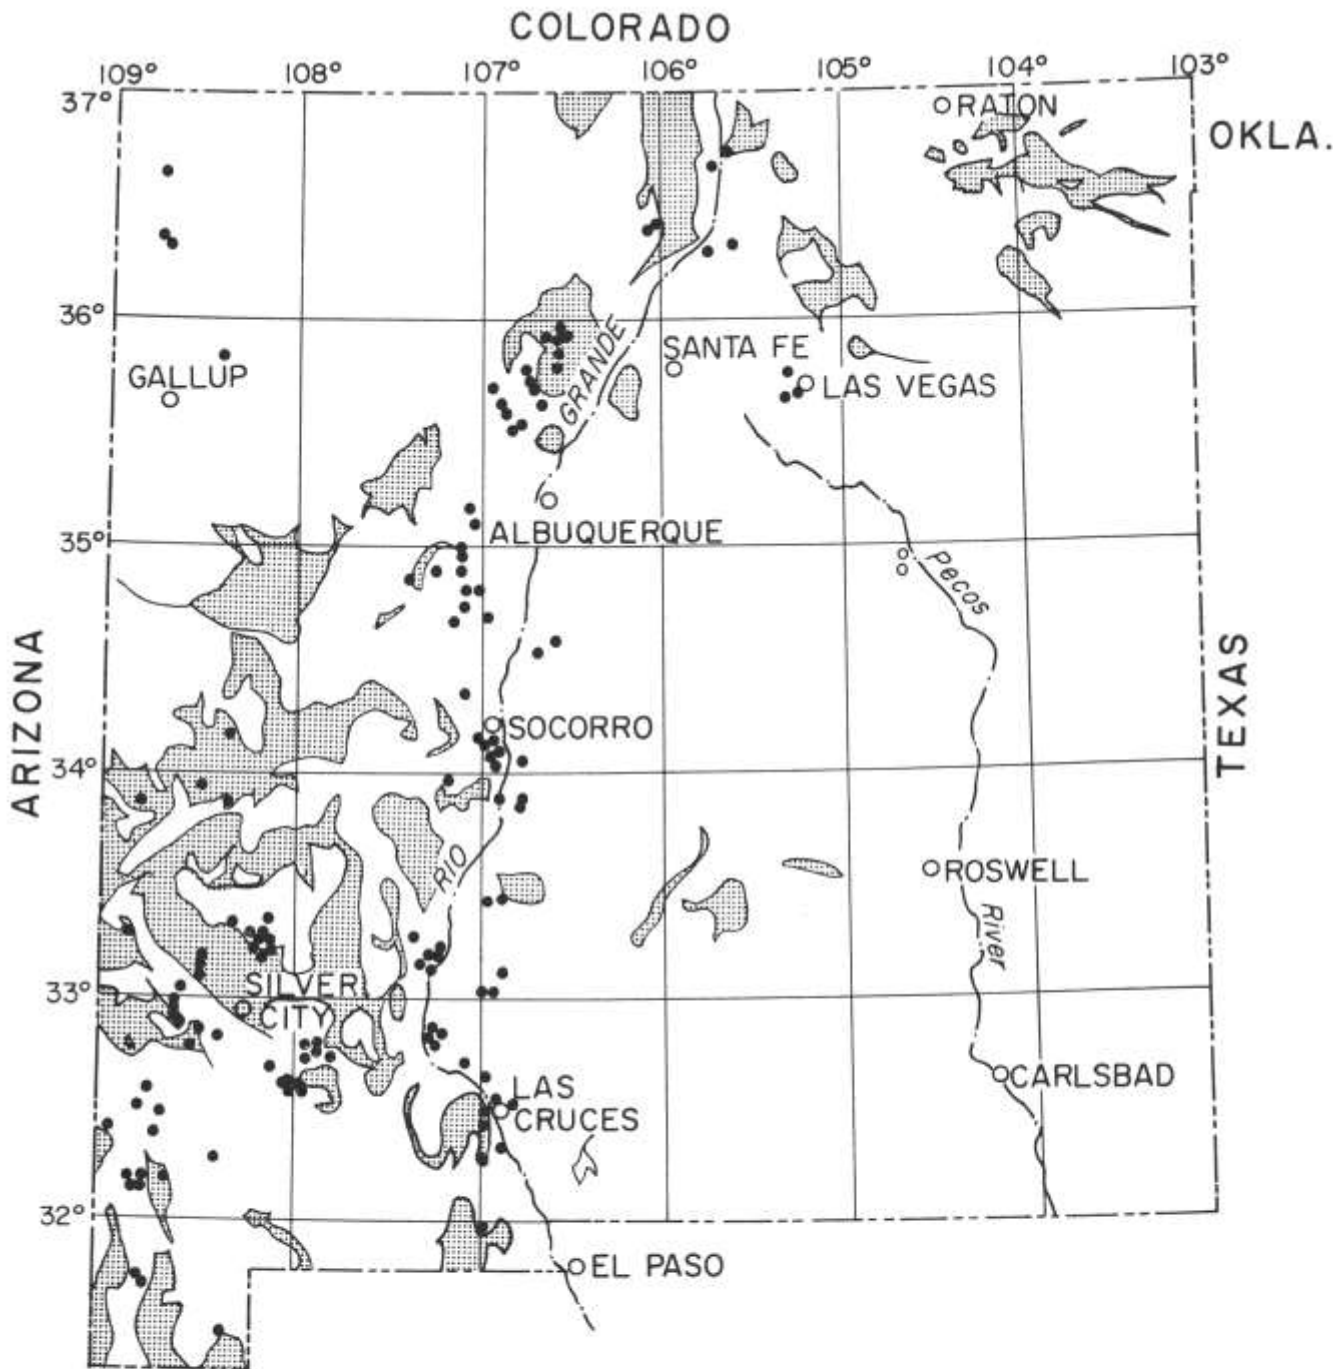 COLORADO
109° 108° 107° 106° 105° 104° 103°
37°
RATON
OKLA.
36°
SANTA FE
GALLUP
GRANDE
LAS VEGAS
ALBUQUERQUE
35°
Pecos
ARIZONA
TEXAS
SOCORRO
34°
RIO
ROSWELL
River
33°
SILVER
CITY
CARLSBAD
LAS
CRUCES
32°
EL PASO